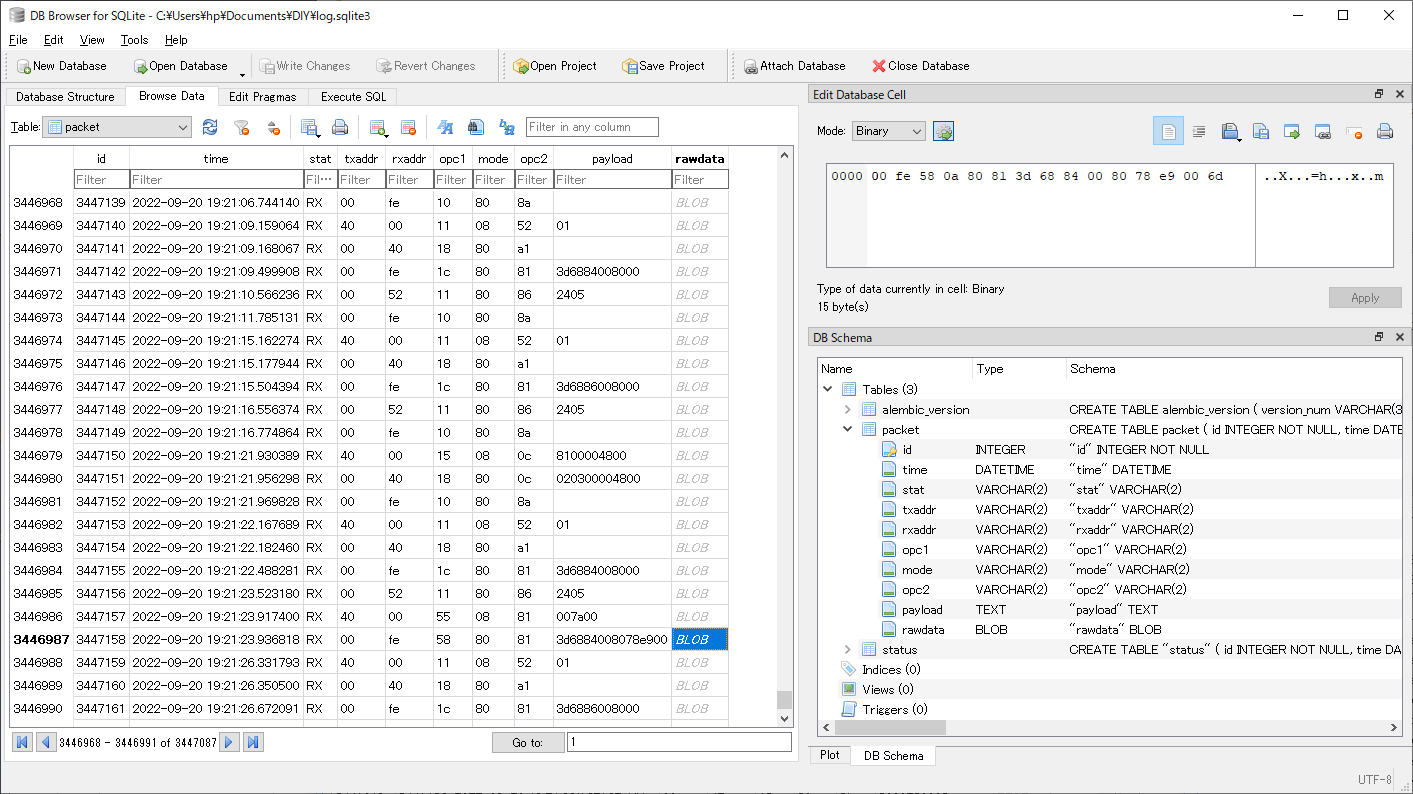 DB Browser for SQLite - C:¥Users¥hp¥Documents¥DIY¥log.sqlite3
File Edit View Tools Help
New Database Open Database Write Changes Revert Changes Open Project Save Project Attach Database Close Database
Database Structure Browse Data Edit Pragmas Execute SQL
Table: packet Filter in any column
id time stat txaddr rxaddr opc1 mode opc2 payload rawdata
Filter Filter Fil… Filter Filter Filter Filter Filter Filter Filter
3446968 3447139 2022-09-20 19:21:06.744140 RX 00 fe 10 80 8a BLOB
3446969 3447140 2022-09-20 19:21:09.159064 RX 40 00 11 08 52 01 BLOB
3446970 3447141 2022-09-20 19:21:09.168067 RX 00 40 18 80 a1 BLOB
3446971 3447142 2022-09-20 19:21:09.499908 RX 00 fe 1c 80 81 3d6884008000 BLOB
3446972 3447143 2022-09-20 19:21:10.566236 RX 00 52 11 80 86 2405 BLOB
3446973 3447144 2022-09-20 19:21:11.785131 RX 00 fe 10 80 8a BLOB
3446974 3447145 2022-09-20 19:21:15.162274 RX 40 00 11 08 52 01 BLOB
3446975 3447146 2022-09-20 19:21:15.177944 RX 00 40 18 80 a1 BLOB
3446976 3447147 2022-09-20 19:21:15.504394 RX 00 fe 1c 80 81 3d6886008000 BLOB
3446977 3447148 2022-09-20 19:21:16.556374 RX 00 52 11 80 86 2405 BLOB
3446978 3447149 2022-09-20 19:21:16.774864 RX 00 fe 10 80 8a BLOB
3446979 3447150 2022-09-20 19:21:21.930389 RX 40 00 15 08 0c 8100004800 BLOB
3446980 3447151 2022-09-20 19:21:21.956298 RX 00 40 18 80 0c 020300004800 BLOB
3446981 3447152 2022-09-20 19:21:21.969828 RX 00 fe 10 80 8a BLOB
3446982 3447153 2022-09-20 19:21:22.167689 RX 40 00 11 08 52 01 BLOB
3446983 3447154 2022-09-20 19:21:22.182460 RX 00 40 18 80 a1 BLOB
3446984 3447155 2022-09-20 19:21:22.488281 RX 00 fe 1c 80 81 3d6884008000 BLOB
3446985 3447156 2022-09-20 19:21:23.523180 RX 00 52 11 80 86 2405 BLOB
3446986 3447157 2022-09-20 19:21:23.917400 RX 40 00 55 08 81 007a00 BLOB
3446987 3447158 2022-09-20 19:21:23.936818 RX 00 fe 58 80 81 3d6884008078e900 BLOB
3446988 3447159 2022-09-20 19:21:26.331793 RX 40 00 11 08 52 01 BLOB
3446989 3447160 2022-09-20 19:21:26.350500 RX 00 40 18 80 a1 BLOB
3446990 3447161 2022-09-20 19:21:26.672091 RX 00 fe 1c 80 81 3d6886008000 BLOB
3446968 - 3446991 of 3447087 Go to: 1
Edit Database Cell
Mode: Binary
0000 00 fe 58 0a 80 81 3d 68 84 00 80 78 e9 00 6d ..X...=h...x..m
Type of data currently in cell: Binary
15 byte(s)
Apply
DB Schema
Name Type Schema
Tables (3)
alembic_version CREATE TABLE alembic_version ( version_num VARCHAR(3
packet CREATE TABLE packet ( id INTEGER NOT NULL, time DATE
id INTEGER "id" INTEGER NOT NULL
time DATETIME "time" DATETIME
stat VARCHAR(2) "stat" VARCHAR(2)
txaddr VARCHAR(2) "txaddr" VARCHAR(2)
rxaddr VARCHAR(2) "rxaddr" VARCHAR(2)
opc1 VARCHAR(2) "opc1" VARCHAR(2)
mode VARCHAR(2) "mode" VARCHAR(2)
opc2 VARCHAR(2) "opc2" VARCHAR(2)
payload TEXT "payload" TEXT
rawdata BLOB "rawdata" BLOB
status CREATE TABLE "status" ( id INTEGER NOT NULL, time DA
Indices (0)
Views (0)
Triggers (0)
Plot DB Schema
UTF-8